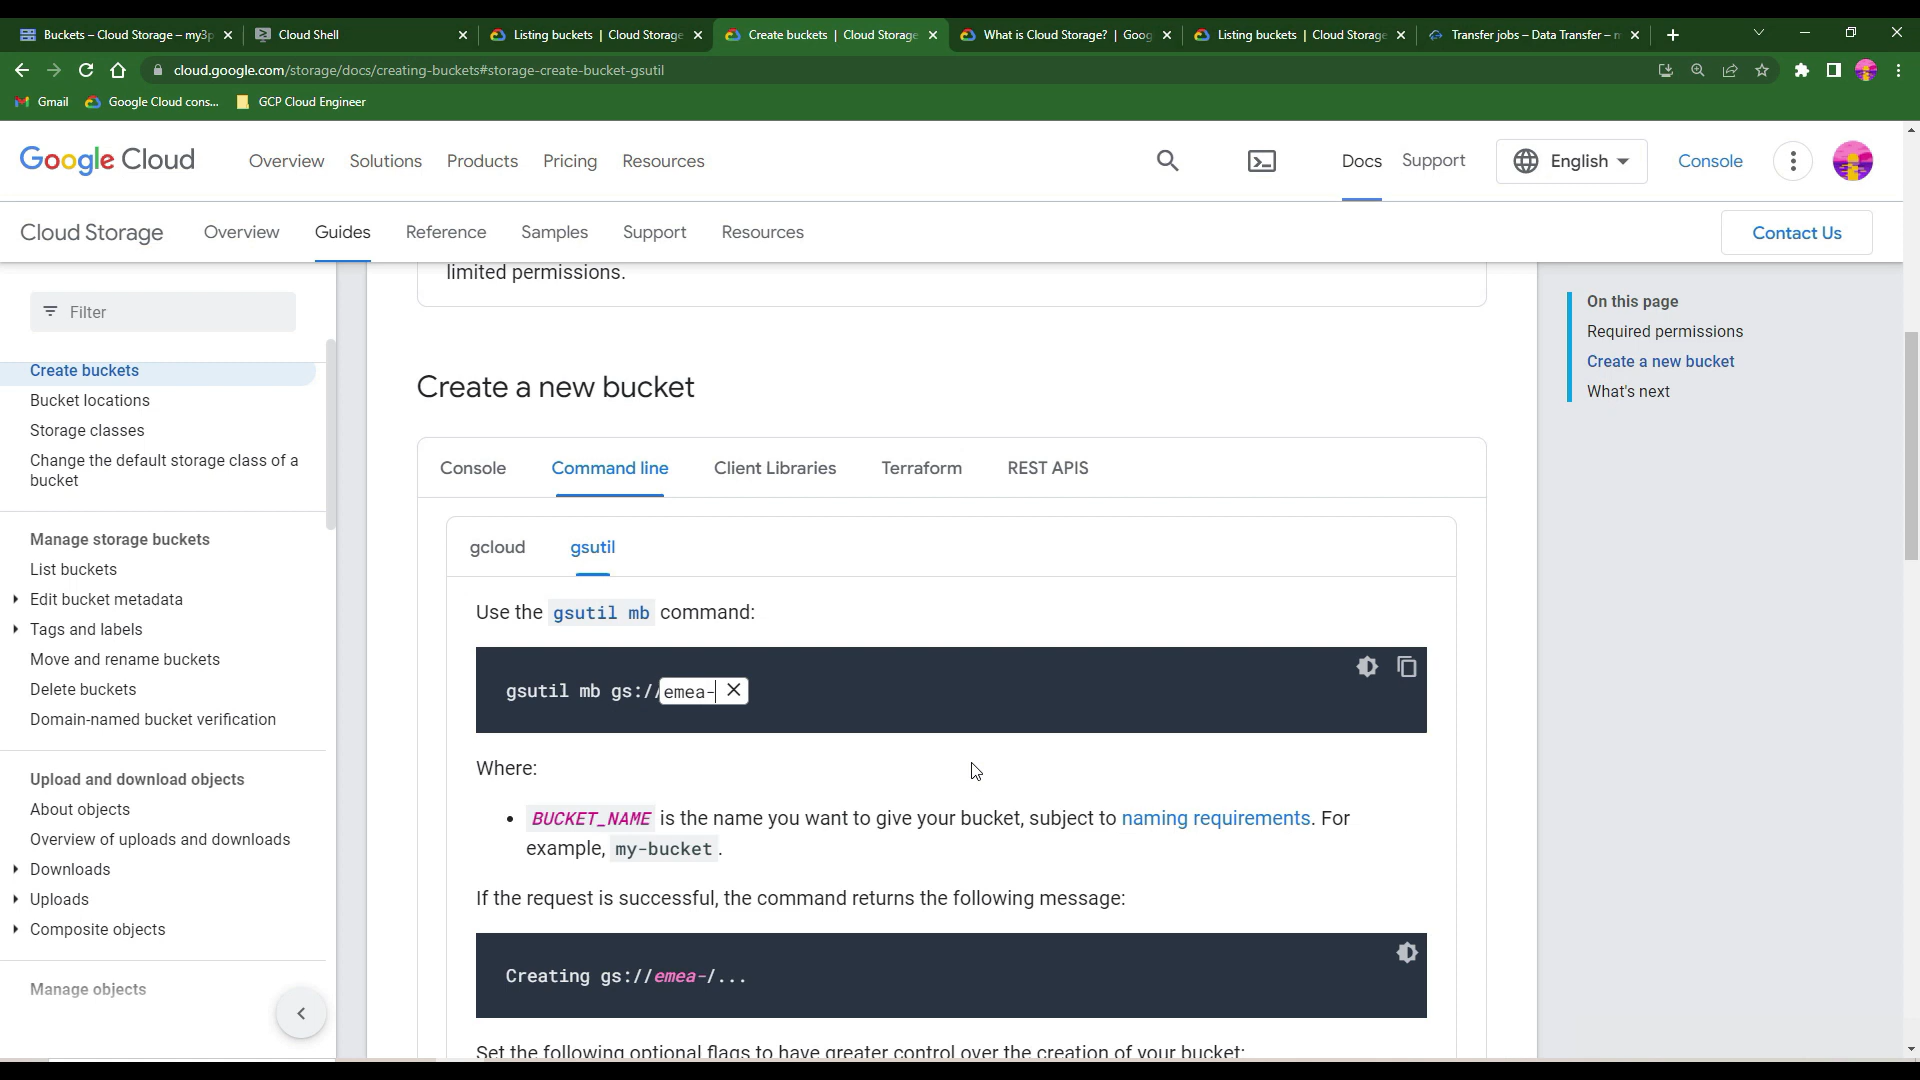 Buckets – Cloud Storage – my3p
Cloud Shell
Listing buckets | Cloud Storage
Create buckets | Cloud Storage
What is Cloud Storage? | Goog
Listing buckets | Cloud Storage
Transfer jobs – Data Transfer –
cloud.google.com/storage/docs/creating-buckets#storage-create-bucket-gsutil
Gmail
Google Cloud cons...
GCP Cloud Engineer
Google Cloud
Overview
Solutions
Products
Pricing
Resources
Docs
Support
English
Console
Cloud Storage
Overview
Guides
Reference
Samples
Support
Resources
Contact Us
Filter
Create buckets
Bucket locations
Storage classes
Change the default storage class of a
bucket
Manage storage buckets
List buckets
Edit bucket metadata
Tags and labels
Move and rename buckets
Delete buckets
Domain-named bucket verification
Upload and download objects
About objects
Overview of uploads and downloads
Downloads
Uploads
Composite objects
Manage objects
limited permissions.
Create a new bucket
Console
Command line
Client Libraries
Terraform
REST APIS
gcloud
gsutil
Use the gsutil mb command:
gsutil mb gs://emea-
Where:
BUCKET_NAME is the name you want to give your bucket, subject to naming requirements. For
example, my-bucket.
If the request is successful, the command returns the following message:
Creating gs://emea-/...
Set the following optional flags to have greater control over the creation of your bucket:
On this page
Required permissions
Create a new bucket
What's next